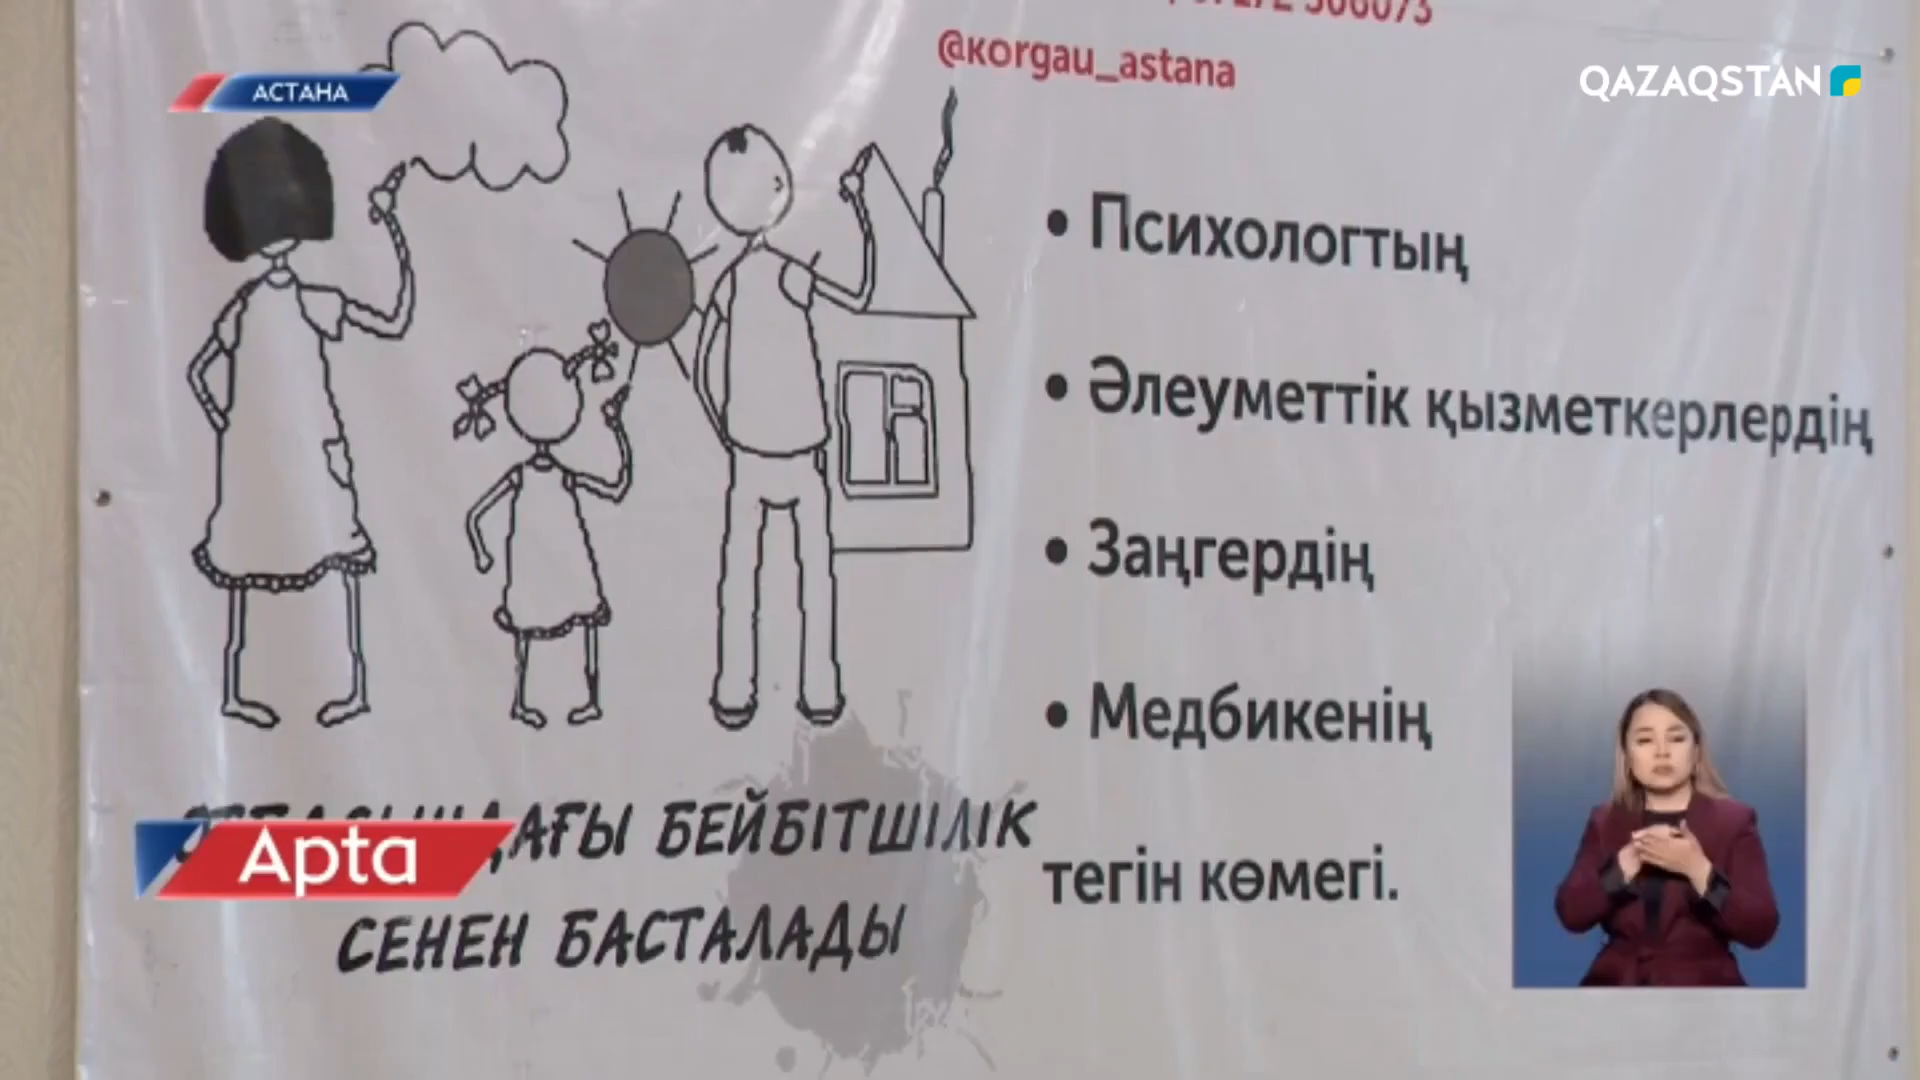 @korgau_astana
АСТАНА
QAZAQSTAN
• Психологтың
• Әлеуметтік қызметкерлердің
• Заңгердің
• Медбикенің
тегін көмегі.
БЕЙБІТШІЛІК
СЕНЕН БАСТАЛАДЫ
Apta